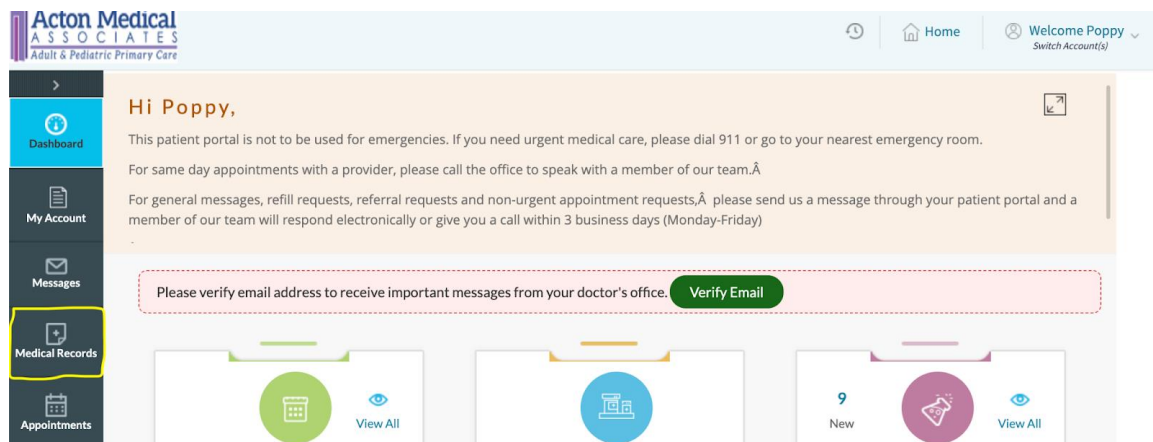 Acton Medical
ASSOCIATES
Adult & Pediatric Primary Care
Home
Welcome Poppy
Switch Account(s)
>
Dashboard
My Account
Messages
Medical Records
Appointments
Hi Poppy,
This patient portal is not to be used for emergencies. If you need urgent medical care, please dial 911 or go to your nearest emergency room.
For same day appointments with a provider, please call the office to speak with a member of our team.Â
For general messages, refill requests, referral requests and non-urgent appointment requests,Â please send us a message through your patient portal and a
member of our team will respond electronically or give you a call within 3 business days (Monday-Friday)
Please verify email address to receive important messages from your doctor's office. Verify Email
View All
9
New
View All